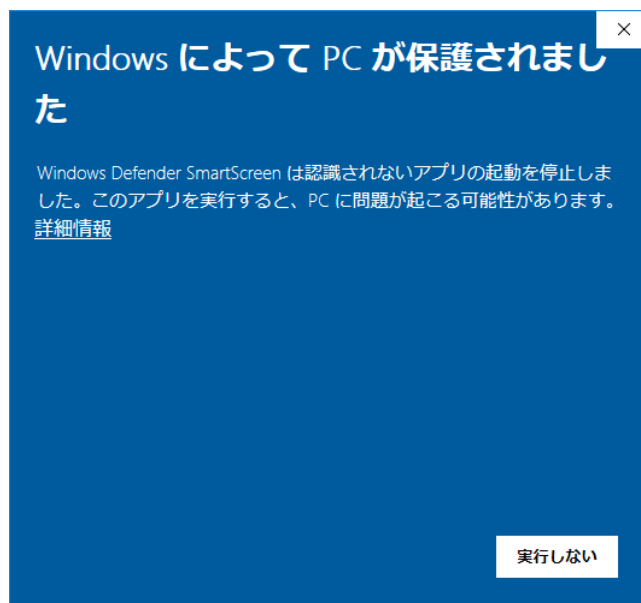 Windows によって PC が保護されまし
た
Windows Defender SmartScreen は認識されないアプリの起動を停止しま
した。このアプリを実行すると、PC に問題が起こる可能性があります。
詳細情報
実行しない